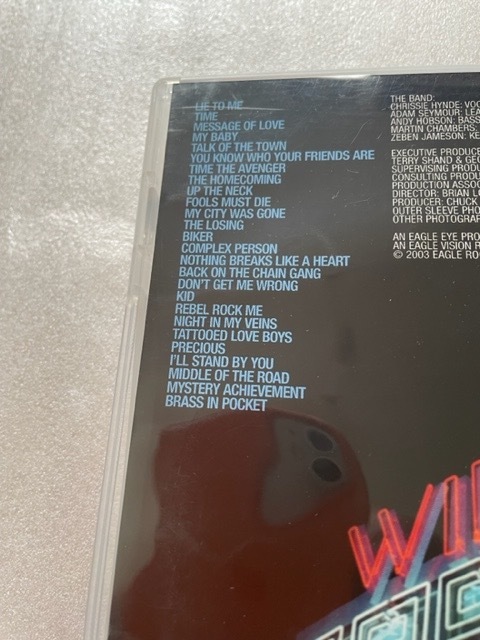 LIE TO ME
TIME
MESSAGE OF LOVE
MY BABY
TALK OF THE TOWN
YOU KNOW WHO YOUR FRIENDS ARE
TIME THE AVENGER
THE HOMECOMING
UP THE NECK
FOOLS MUST DIE
MY CITY WAS GONE
THE LOSING
BIKER
COMPLEX PERSON
NOTHING BREAKS LIKE A HEART
BACK ON THE CHAIN GANG
DON'T GET ME WRONG
KID
REBEL ROCK ME
NIGHT IN MY VEINS
TATTOOED LOVE BOYS
PRECIOUS
I'LL STAND BY YOU
MIDDLE OF THE ROAD
MYSTERY ACHIEVEMENT
BRASS IN POCKET
THE BAND:
CHRISSIE HYNDE:
ADAM SEYMOUR:
ANDY HOBSON: BASS
MARTIN CHAMBERS:
ZEBEN JAMESON:
EXECUTIVE
TERRY SHAND &
SUPERVISING
CONSULTING
PRODUCTION
DIRECTOR: BRIAN
PRODUCER: CHUCK
OUTER SLEEVE
OTHER
AN EAGLE EYE
AN EAGLE VISION
© 2003 EAGLE